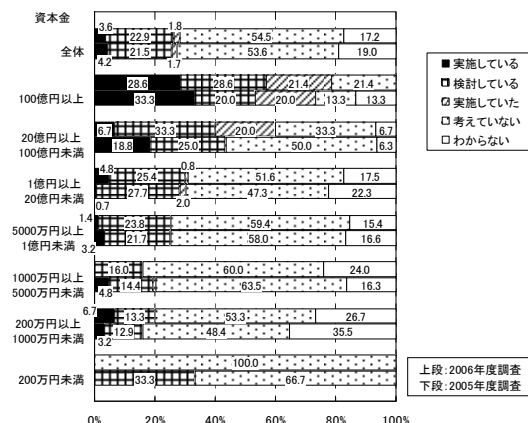 資本金
全体
3.6 22.9 1.8 54.5 17.2
4.2 21.5 1.7 53.6 19.0
100億円以上
28.6 28.6 21.4 21.4
33.3 20.0 20.0 13.3 13.3
20億円以上
100億円未満
6.7 33.3 20.0 33.3 6.7
18.8 25.0 50.0 6.3
1億円以上
20億円未満
4.8 25.4 0.8 51.6 17.5
0.7 27.7 2.0 47.3 22.3
5000万円以上
1億円未満
1.4 23.8 59.4 15.4
3.2 21.7 58.0 16.6
1000万円以上
5000万円未満
16.0 60.0 24.0
4.8 14.4 63.5 16.3
200万円以上
1000万円未満
6.7 13.3 53.3 26.7
3.2 12.9 48.4 35.5
200万円未満
100.0
33.3 66.7
0% 20% 40% 60% 80% 100%
実施している
検討している
実施していた
考えていない
わからない
上段:2006年度調査
下段:2005年度調査